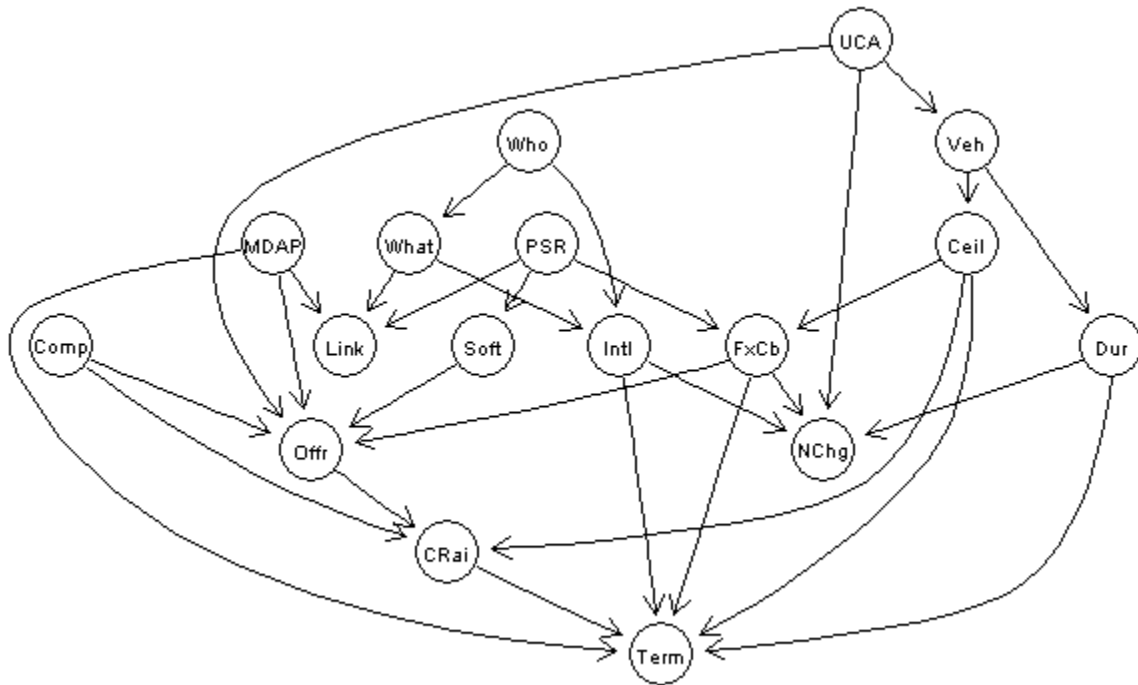 UCA
Who
Veh
MDAP
What
PSR
Ceil
Comp
Link
Soft
Intl
FxCb
Dur
Offr
NChg
CRai
Term